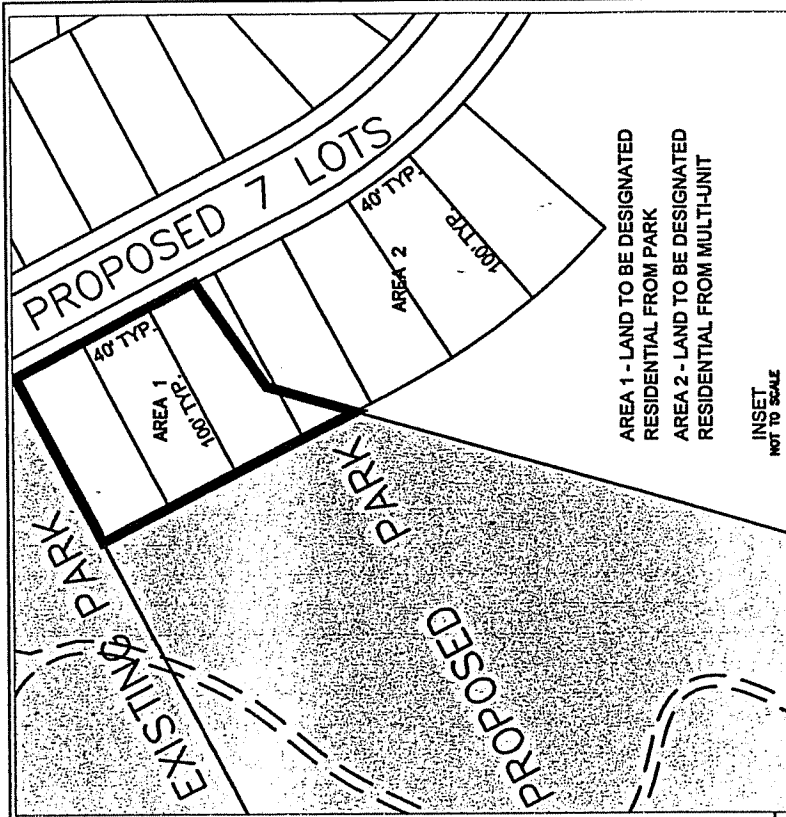 PROPOSED 7 LOTS
40' TYP.
AREA 1
100' TYP.
40' TYP.
AREA 2
100' TYP.
EXISTING PARK
PROPOSED PARK
AREA 1 - LAND TO BE DESIGNATED
RESIDENTIAL FROM PARK
AREA 2 - LAND TO BE DESIGNATED
RESIDENTIAL FROM MULTI-UNIT
INSET
NOT TO SCALE